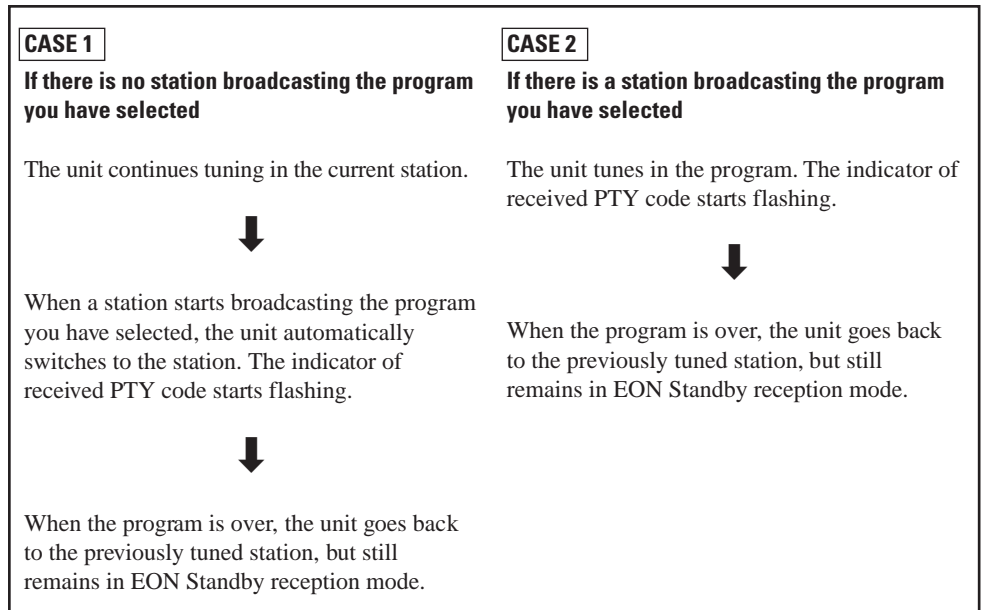 CASE 1
If there is no station broadcasting the program
you have selected
The unit continues tuning in the current station.
When a station starts broadcasting the program
you have selected, the unit automatically
switches to the station. The indicator of
received PTY code starts flashing.
When the program is over, the unit goes back
to the previously tuned station, but still
remains in EON Standby reception mode.
CASE 2
If there is a station broadcasting the program
you have selected
The unit tunes in the program. The indicator of
received PTY code starts flashing.
When the program is over, the unit goes back
to the previously tuned station, but still
remains in EON Standby reception mode.